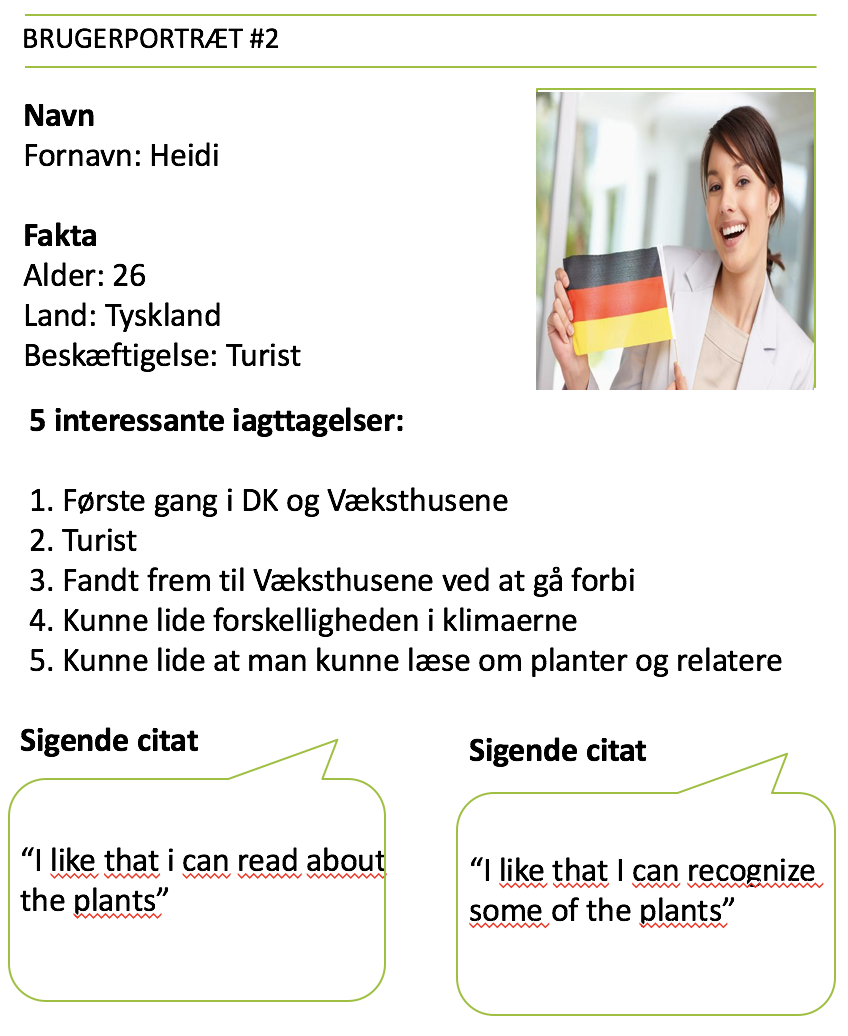 BRUGERPORTRÆT #2
Navn
Fornavn: Heidi
Fakta
Alder: 26
Land: Tyskland
Beskæftigelse: Turist
5 interessante iagttagelser:
1. Første gang i DK og Væksthusene
2. Turist
3. Fandt frem til Væksthusene ved at gå forbi
4. Kunne lide forskelligheden i klimaerne
5. Kunne lide at man kunne læse om planter og relatere
Sigende citat
“I like that i can read about
the plants”
Sigende citat
“I like that I can recognize
some of the plants”